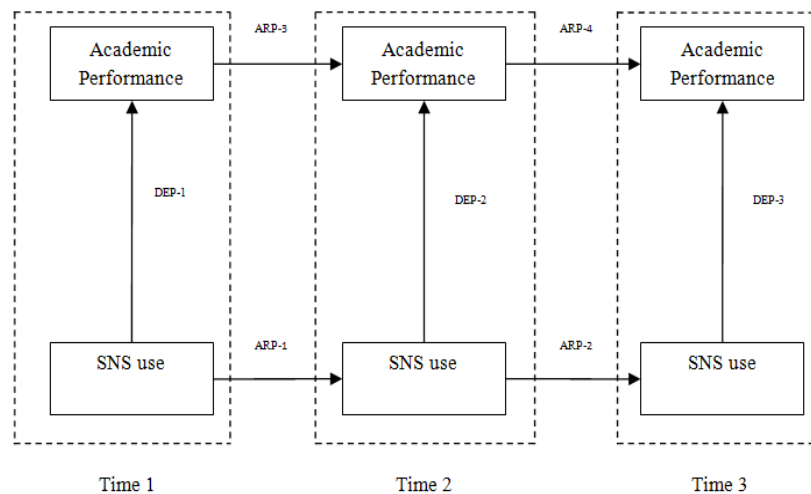 Academic
Performance
ARP-3
Academic
Performance
ARP-4
Academic
Performance
DEP-1
DEP-2
DEP-3
SNS use
ARP-1
SNS use
ARP-2
SNS use
Time 1
Time 2
Time 3